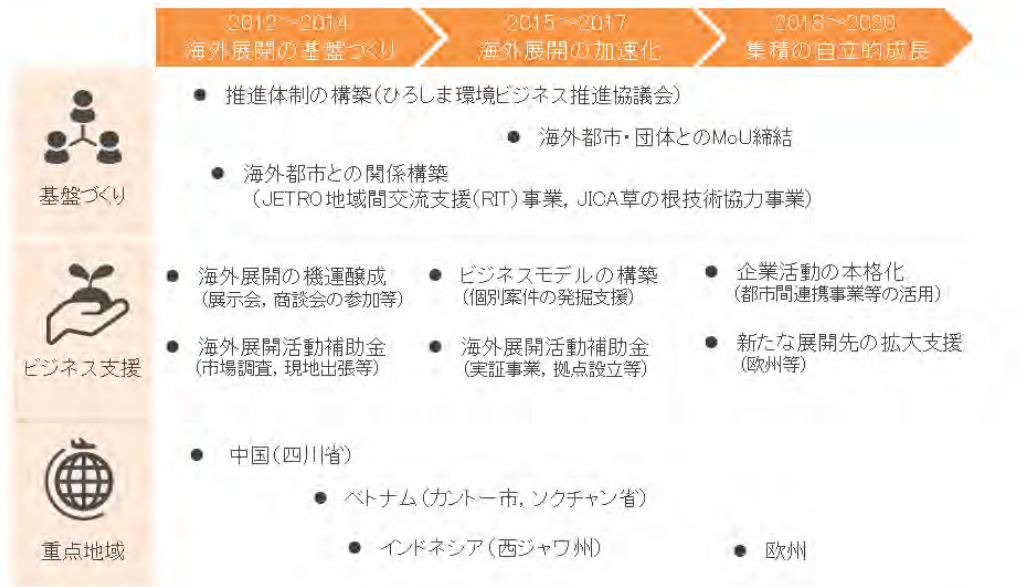 2012～2014
海外展開の基盤づくり
2015～2017
海外展開の加速化
2018～2020
集積の自立的成長
基盤づくり
● 推進体制の構築(ひろしま環境ビジネス推進協議会)
● 海外都市・団体とのMoU締結
● 海外都市との関係構築
(JETRO地域間交流支援(RIT)事業, JICA草の根技術協力事業)
ビジネス支援
● 海外展開の機運醸成
(展示会, 商談会の参加等)
● 海外展開活動補助金
(市場調査, 現地出張等)
● ビジネスモデルの構築
(個別案件の発掘支援)
● 海外展開活動補助金
(実証事業, 拠点設立等)
● 企業活動の本格化
(都市間連携事業等の活用)
● 新たな展開先の拡大支援
(欧州等)
重点地域
● 中国(四川省)
● ベトナム(カントー市, ソクチャン省)
● インドネシア(西ジャワ州)
● 欧州